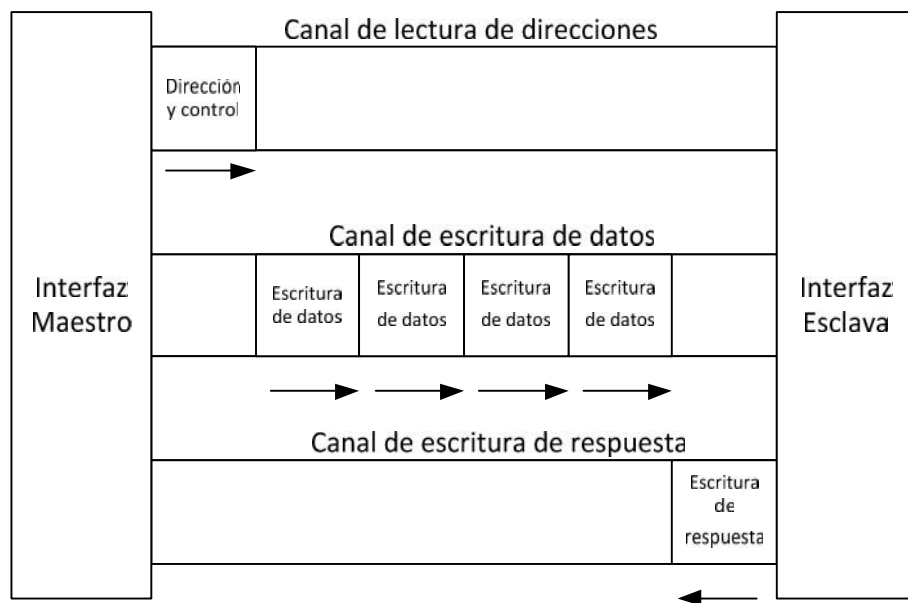 Canal de lectura de direcciones
Dirección
y control
Canal de escritura de datos
Interfaz
Maestro
Escritura
de datos
Escritura
de datos
Escritura
de datos
Escritura
de datos
Interfaz
Esclava
Canal de escritura de respuesta
Escritura
de
respuesta